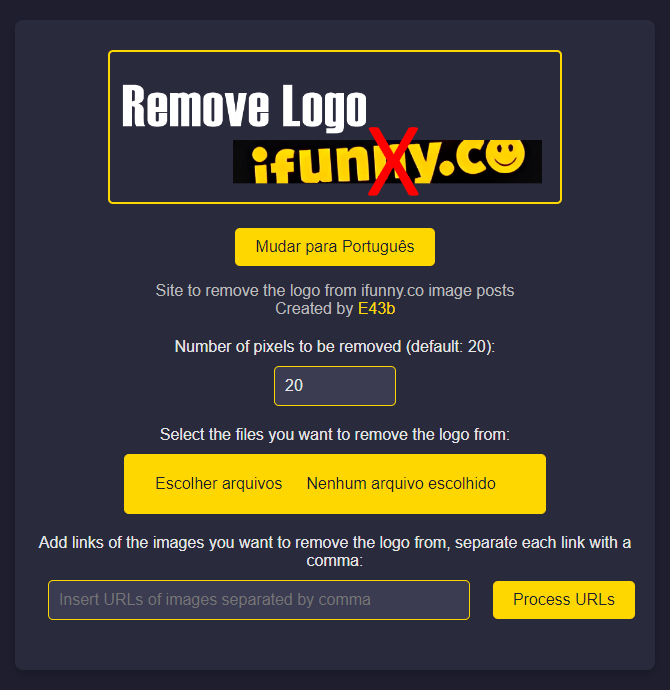 Remove Logo
ifunny.co
X
Mudar para Português
Site to remove the logo from ifunny.co image posts
Created by E43b
Number of pixels to be removed (default: 20):
20
Select the files you want to remove the logo from:
Escolher arquivos Nenhum arquivo escolhido
Add links of the images you want to remove the logo from, separate each link with a
comma:
Insert URLs of images separated by comma Process URLs